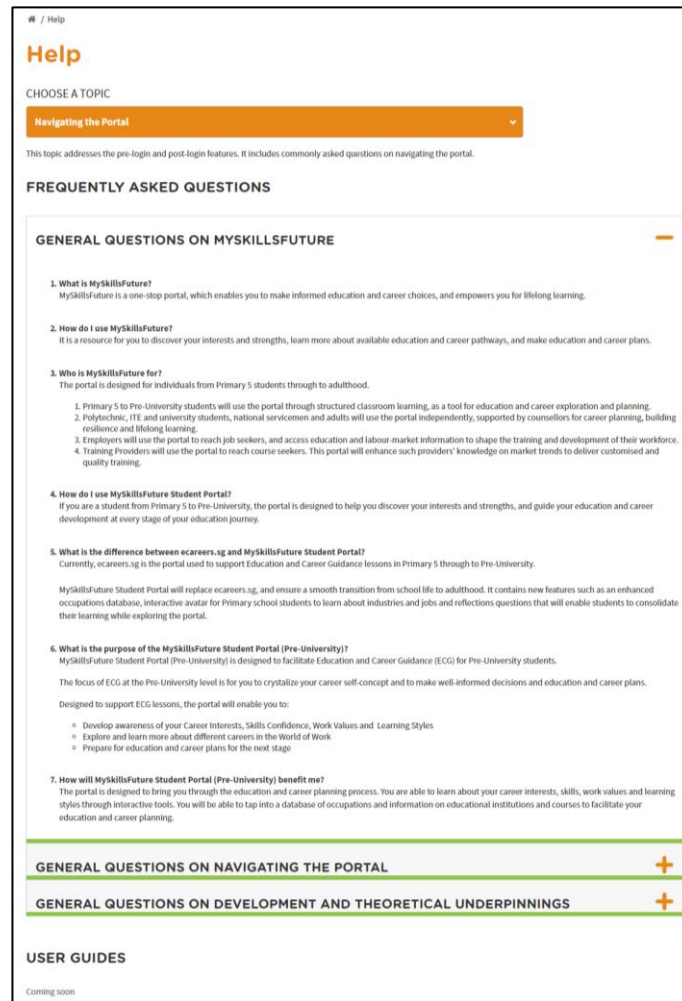 / Help
Help
CHOOSE A TOPIC
Navigating the Portal
This topic addresses the pre-login and post-login features. It includes commonly asked questions on navigating the portal.
FREQUENTLY ASKED QUESTIONS
GENERAL QUESTIONS ON MYSKILLSFUTURE
1. What is MySkillsFuture?
MySkillsFuture is a one-stop portal, which enables you to make informed education and career choices, and empowers you for lifelong learning.
2. How do I use MySkillsFuture?
It is a resource for you to discover your interests and strengths, learn more about available education and career pathways, and make education and career plans.
3. Who is MySkillsFuture for?
The portal is designed for individuals from Primary 5 students through to adulthood.
1. Primary 5 to Pre-University students will use the portal through structured classroom learning, as a tool for education and career exploration and planning.
2. Polytechnic, ITE and university students, national servicemen and adults will use the portal independently, supported by counsellors for career planning, building
resilience and lifelong learning.
3. Employers will use the portal to reach job seekers, and access education and labour-market information to shape the training and development of their workforce.
4. Training Providers will use the portal to reach course seekers. This portal will enhance such providers' knowledge on market trends to deliver customised and
quality training.
4. How do I use MySkillsFuture Student Portal?
If you are a student from Primary 5 to Pre-University, the portal is designed to help you discover your interests and strengths, and guide your education and career
development at every stage of your education journey.
5. What is the difference between ecareers.sg and MySkillsFuture Student Portal?
Currently, ecareers.sg is the portal used to support Education and Career Guidance lessons in Primary 5 through to Pre-University.
MySkillsFuture Student Portal will replace ecareers.sg, and ensure a smooth transition from school life to adulthood. It contains new features such as an enhanced
occupations database, interactive avatar for Primary school students to learn about industries and jobs and reflections questions that will enable students to consolidate
their learning while exploring the portal.
6. What is the purpose of the MySkillsFuture Student Portal (Pre-University)?
MySkillsFuture Student Portal (Pre-University) is designed to facilitate Education and Career Guidance (ECG) for Pre-University students.
The focus of ECG at the Pre-University level is for you to crystalize your career self-concept and to make well-informed decisions and education and career plans.
Designed to support ECG lessons, the portal will enable you to:
Develop awareness of your Career Interests, Skills Confidence, Work Values and Learning Styles
Explore and learn more about different careers in the World of Work
Prepare for education and career plans for the next stage
7. How will MySkillsFuture Student Portal (Pre-University) benefit me?
The portal is designed to bring you through the education and career planning process. You are able to learn about your career interests, skills, work values and learning
styles through interactive tools. You will be able to tap into a database of occupations and information on educational institutions and courses to facilitate your
education and career planning.
GENERAL QUESTIONS ON NAVIGATING THE PORTAL
GENERAL QUESTIONS ON DEVELOPMENT AND THEORETICAL UNDERPINNINGS
USER GUIDES
Coming soon